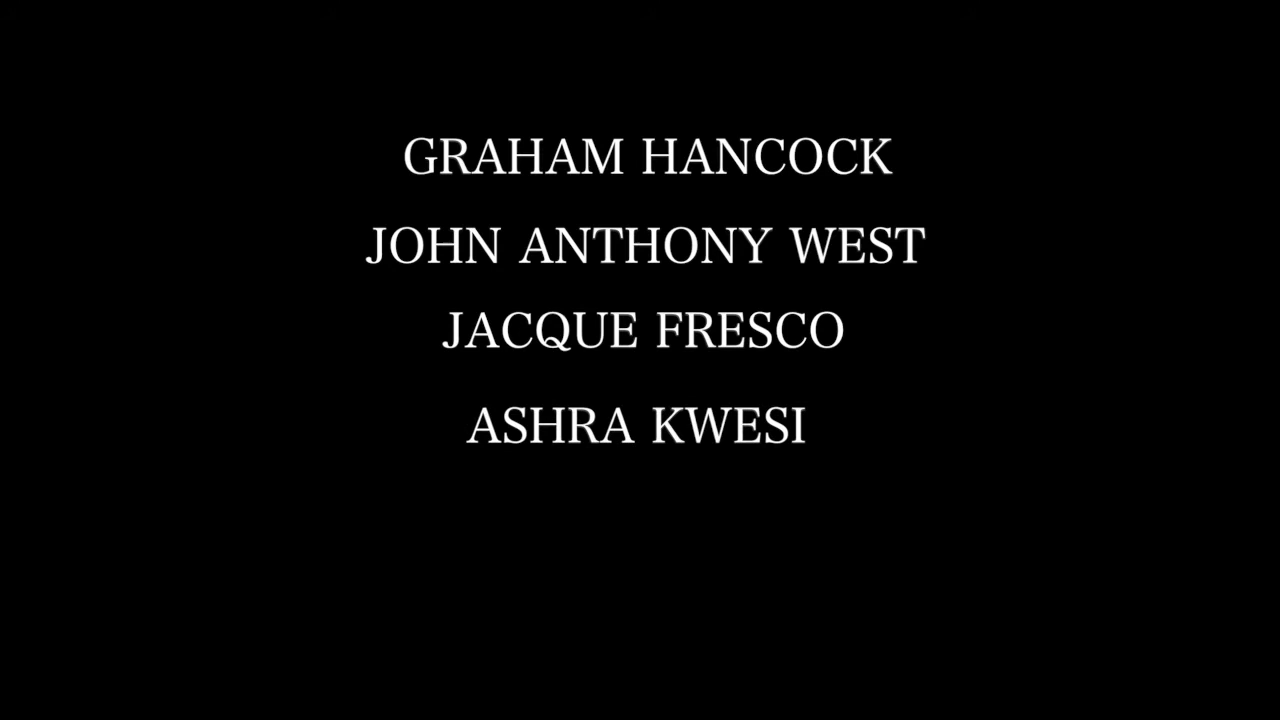 GRAHAM HANCOCK
JOHN ANTHONY WEST
JACQUE FRESCO
ASHRA KWESI